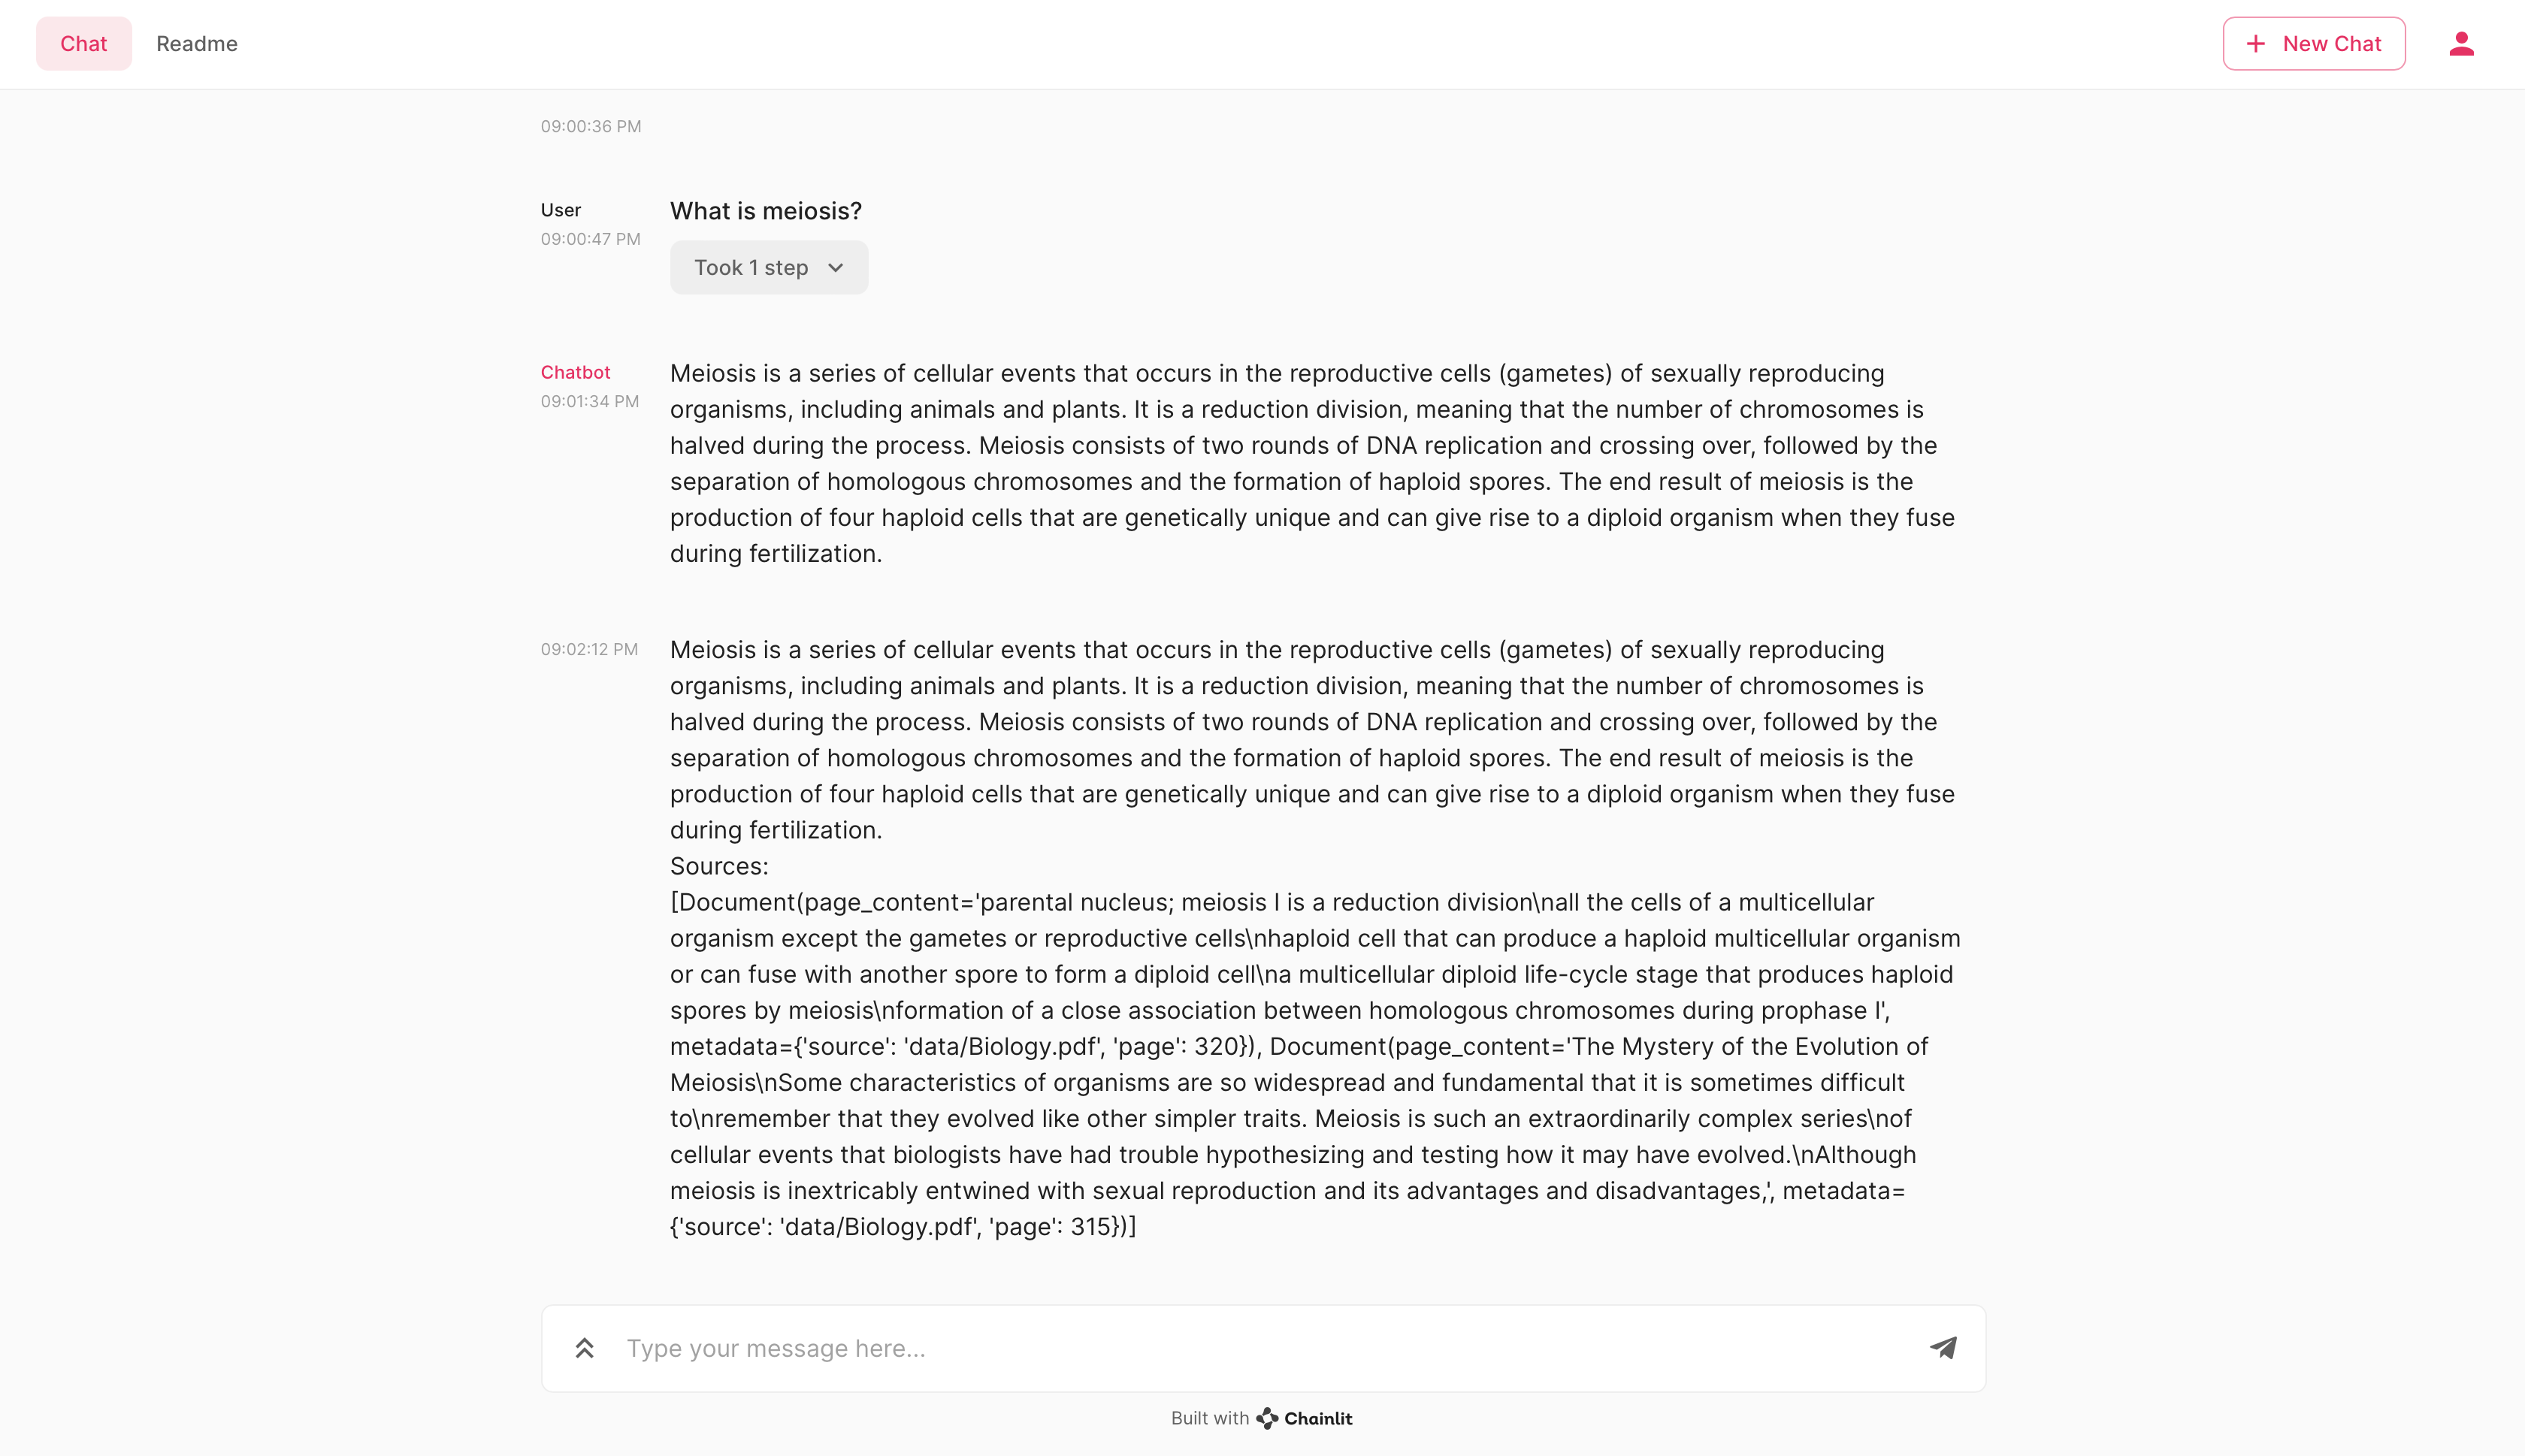 Chat
Readme
New Chat
09:00:36 PM
User
What is meiosis?
09:00:47 PM
Took 1 step
Chatbot
09:01:34 PM
Meiosis is a series of cellular events that occurs in the reproductive cells (gametes) of sexually reproducing
organisms, including animals and plants. It is a reduction division, meaning that the number of chromosomes is
halved during the process. Meiosis consists of two rounds of DNA replication and crossing over, followed by the
separation of homologous chromosomes and the formation of haploid spores. The end result of meiosis is the
production of four haploid cells that are genetically unique and can give rise to a diploid organism when they fuse
during fertilization.
09:02:12 PM
Meiosis is a series of cellular events that occurs in the reproductive cells (gametes) of sexually reproducing
organisms, including animals and plants. It is a reduction division, meaning that the number of chromosomes is
halved during the process. Meiosis consists of two rounds of DNA replication and crossing over, followed by the
separation of homologous chromosomes and the formation of haploid spores. The end result of meiosis is the
production of four haploid cells that are genetically unique and can give rise to a diploid organism when they fuse
during fertilization.
Sources:
[Document(page_content='parental nucleus; meiosis I is a reduction division\nall the cells of a multicellular
organism except the gametes or reproductive cells\nhaploid cell that can produce a haploid multicellular organism
or can fuse with another spore to form a diploid cell\na multicellular diploid life-cycle stage that produces haploid
spores by meiosis\nformation of a close association between homologous chromosomes during prophase I',
metadata={'source': 'data/Biology.pdf', 'page': 320}), Document(page_content='The Mystery of the Evolution of
Meiosis\nSome characteristics of organisms are so widespread and fundamental that it is sometimes difficult
to\nremember that they evolved like other simpler traits. Meiosis is such an extraordinarily complex series\nof
cellular events that biologists have had trouble hypothesizing and testing how it may have evolved.\nAlthough
meiosis is inextricably entwined with sexual reproduction and its advantages and disadvantages,', metadata=
{'source': 'data/Biology.pdf', 'page': 315})]
Type your message here...
Built with Chainlit